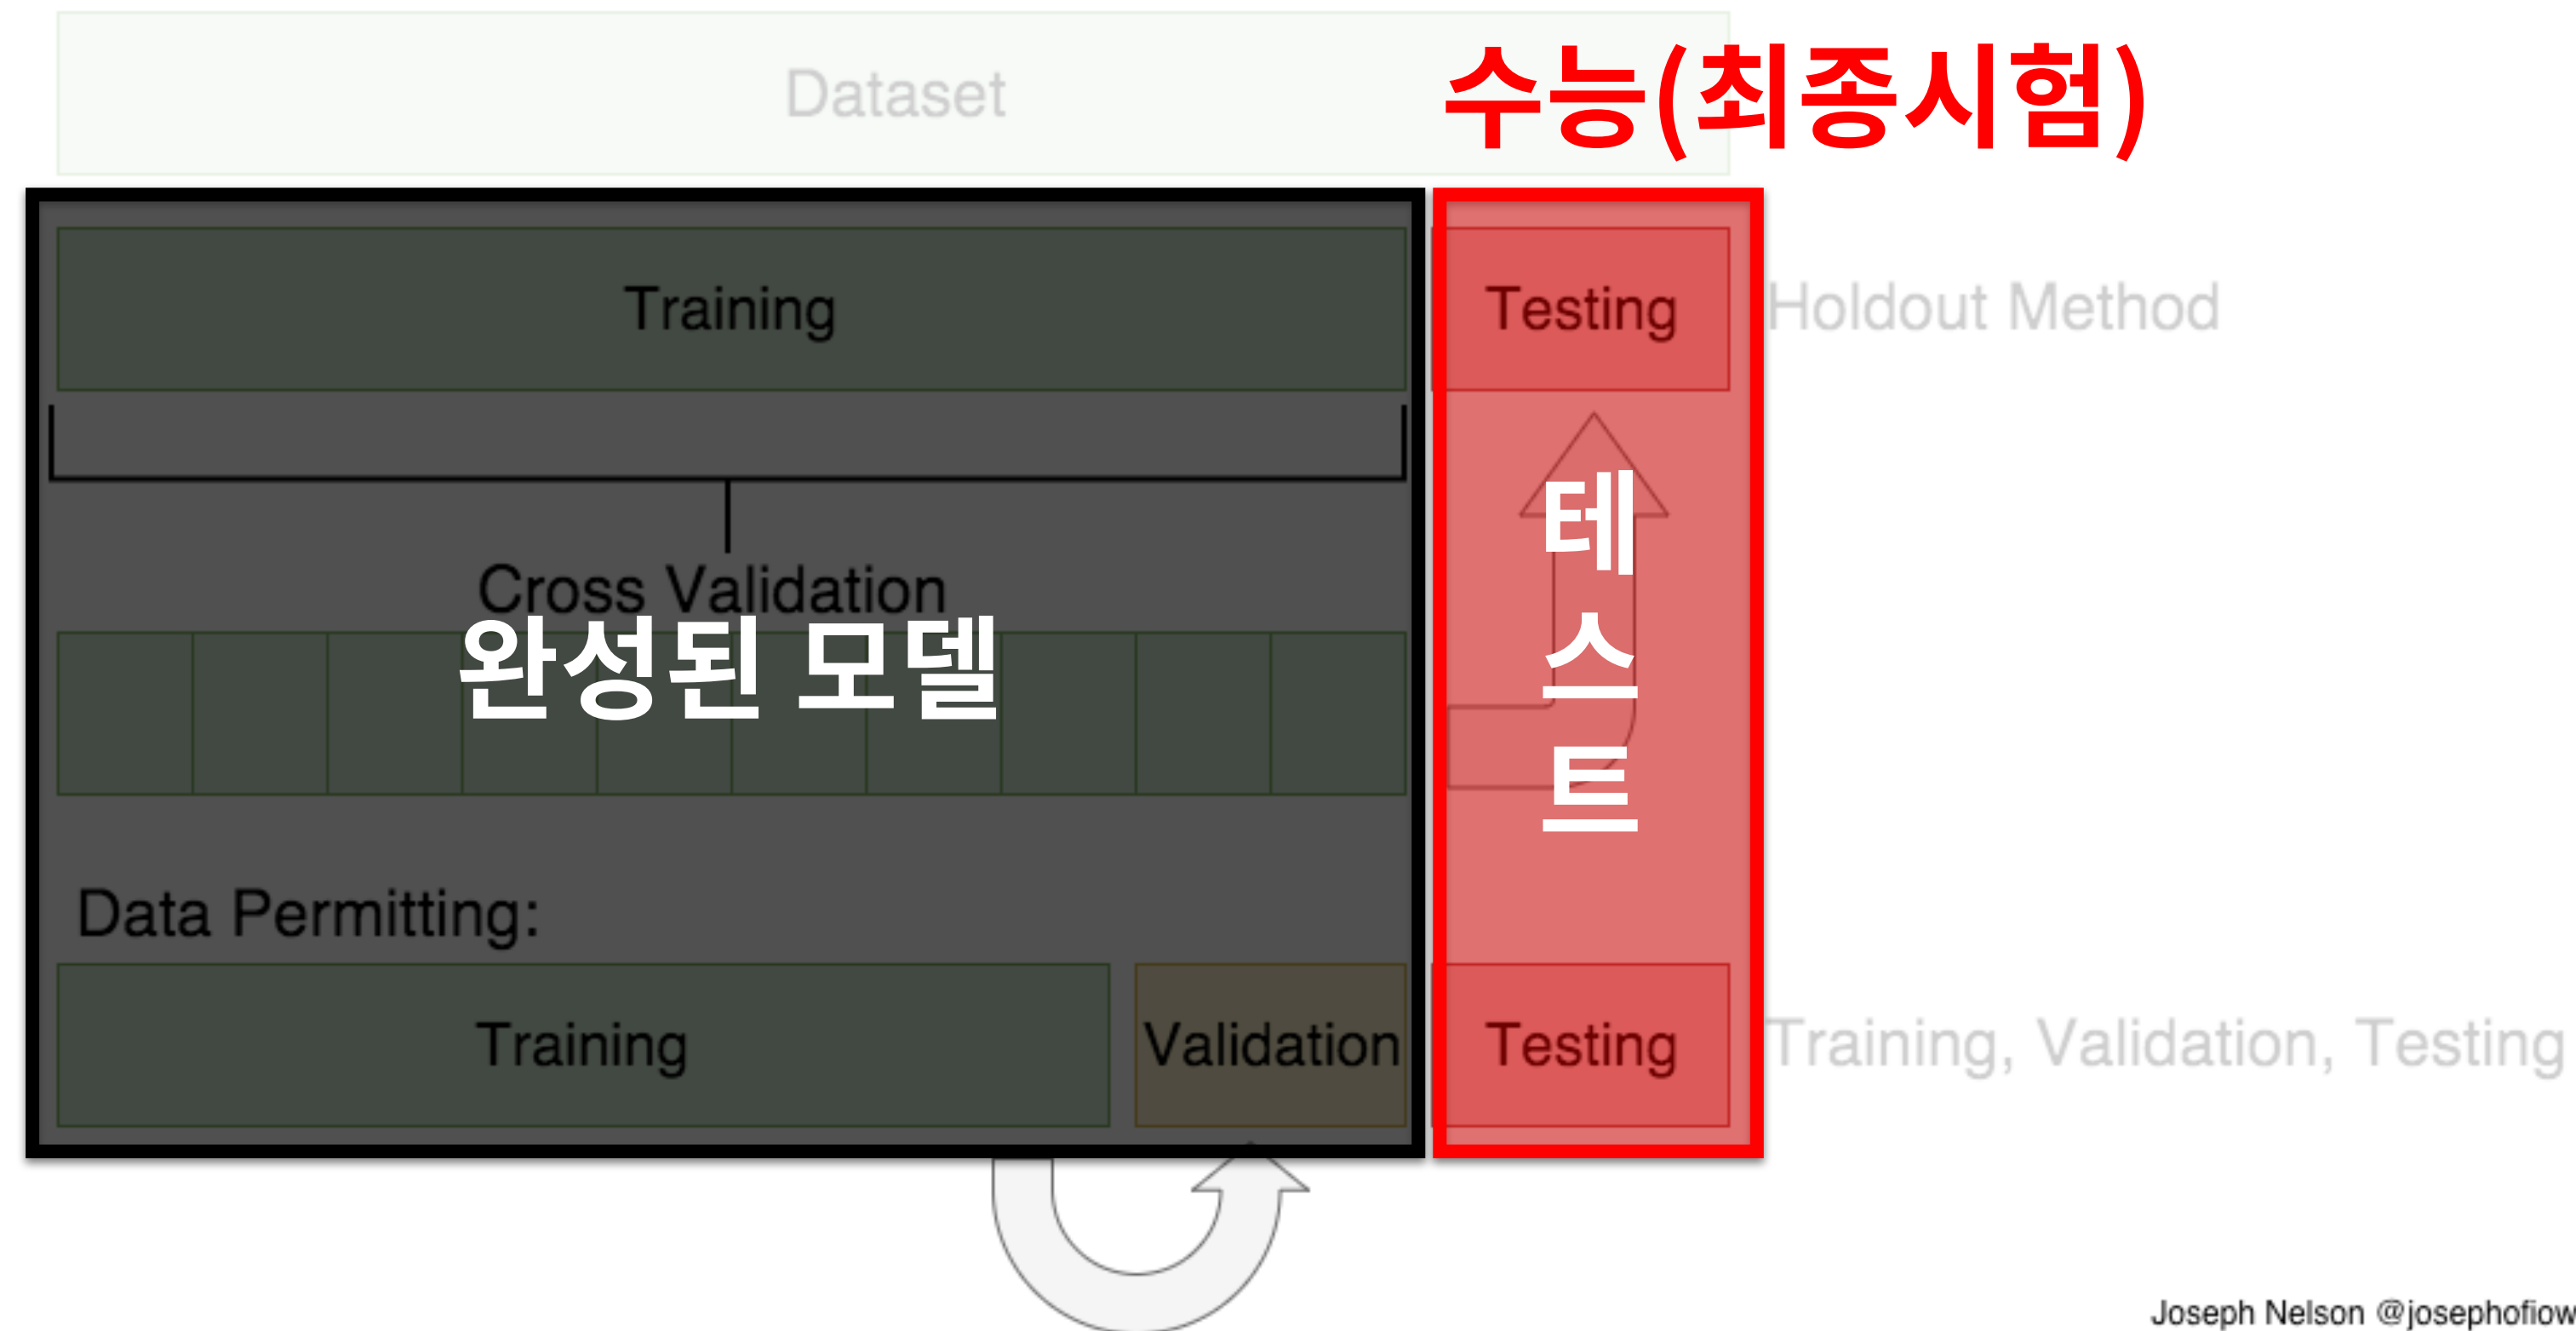 Dataset
수능(최종시험)
Training
Testing
Holdout Method
Cross Validation
완성된 모델
테
스
트
Data Permitting:
Training
Validation
Testing
Training, Validation, Testing
Joseph Nelson @josephofiow